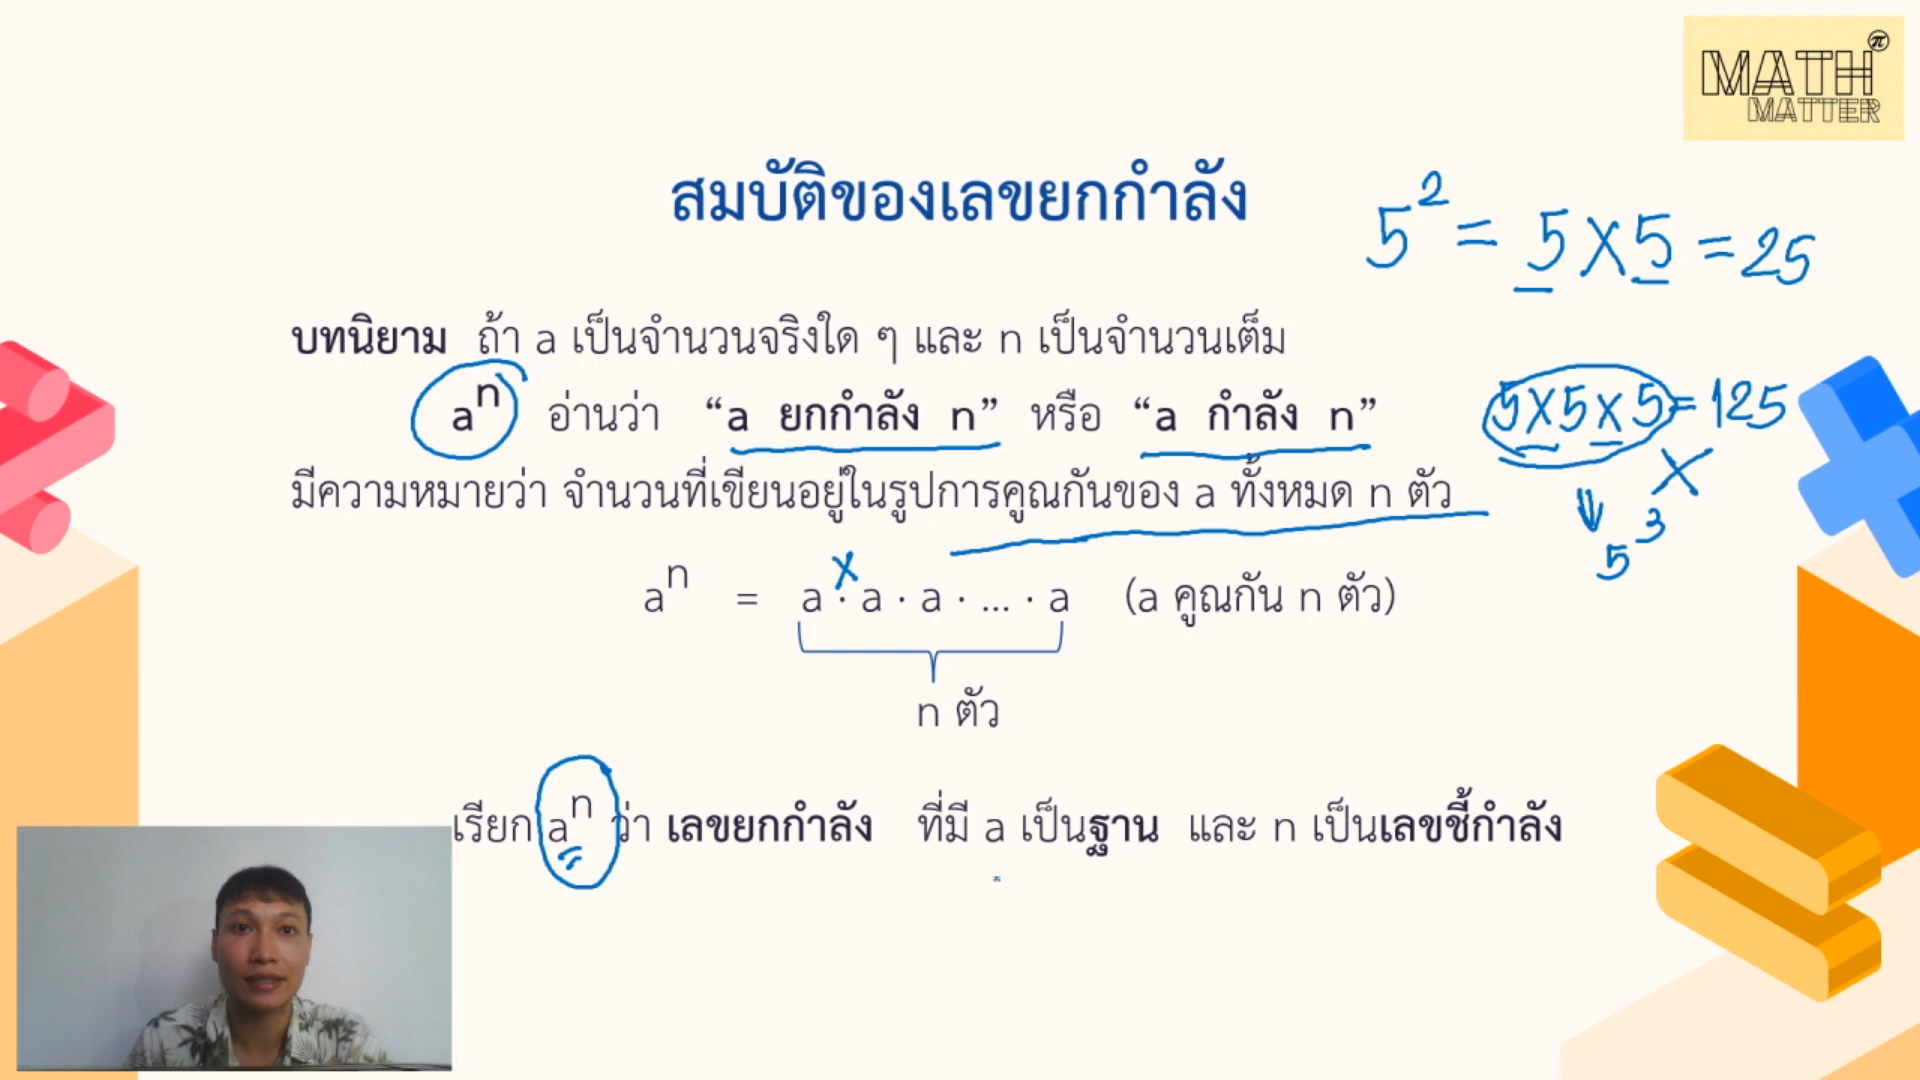 MATH π
MATTER
สมบัติของเลขยกกำลัง
5² = 5 X 5 = 25
บทนิยาม ถ้า a เป็นจำนวนจริงใด ๆ และ n เป็นจำนวนเต็ม
aⁿ อ่านว่า “a ยกกำลัง n” หรือ “a กำลัง n”
5 X 5 X 5 = 125
X
มีความหมายว่า จำนวนที่เขียนอยู่ในรูปการคูณกันของ a ทั้งหมด n ตัว
⇓ 5³
X
aⁿ = a · a · a · ... · a (a คูณกัน n ตัว)
n ตัว
เรียก aⁿ ว่า เลขยกกำลัง ที่มี a เป็นฐาน และ n เป็นเลขชี้กำลัง